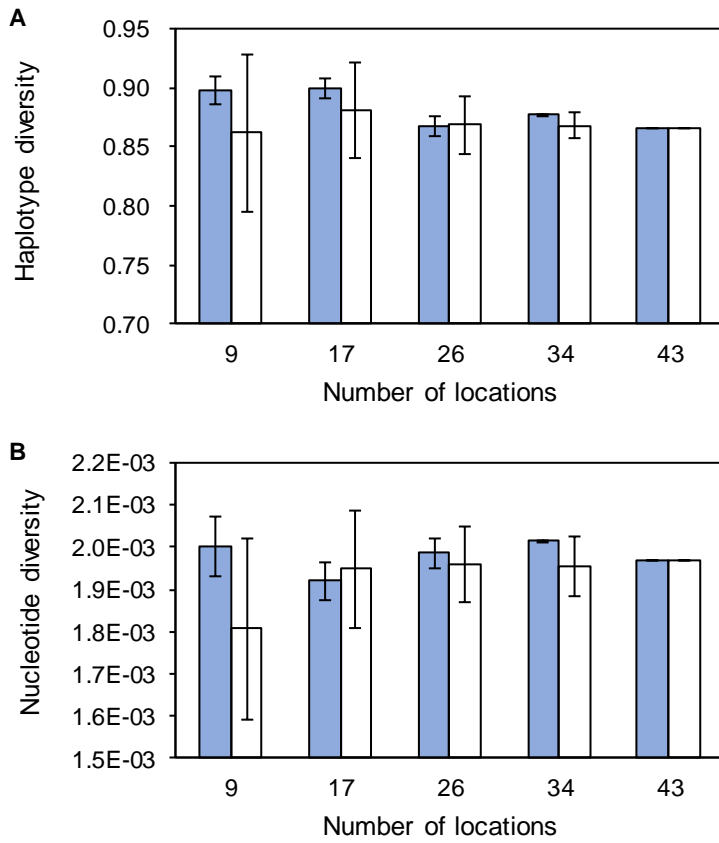 A
Haplotype diversity
0.95
0.90
0.85
0.80
0.75
0.70
9 17 26 34 43
Number of locations
B
Nucleotide diversity
2.2E-03
2.1E-03
2.0E-03
1.9E-03
1.8E-03
1.7E-03
1.6E-03
1.5E-03
9 17 26 34 43
Number of locations